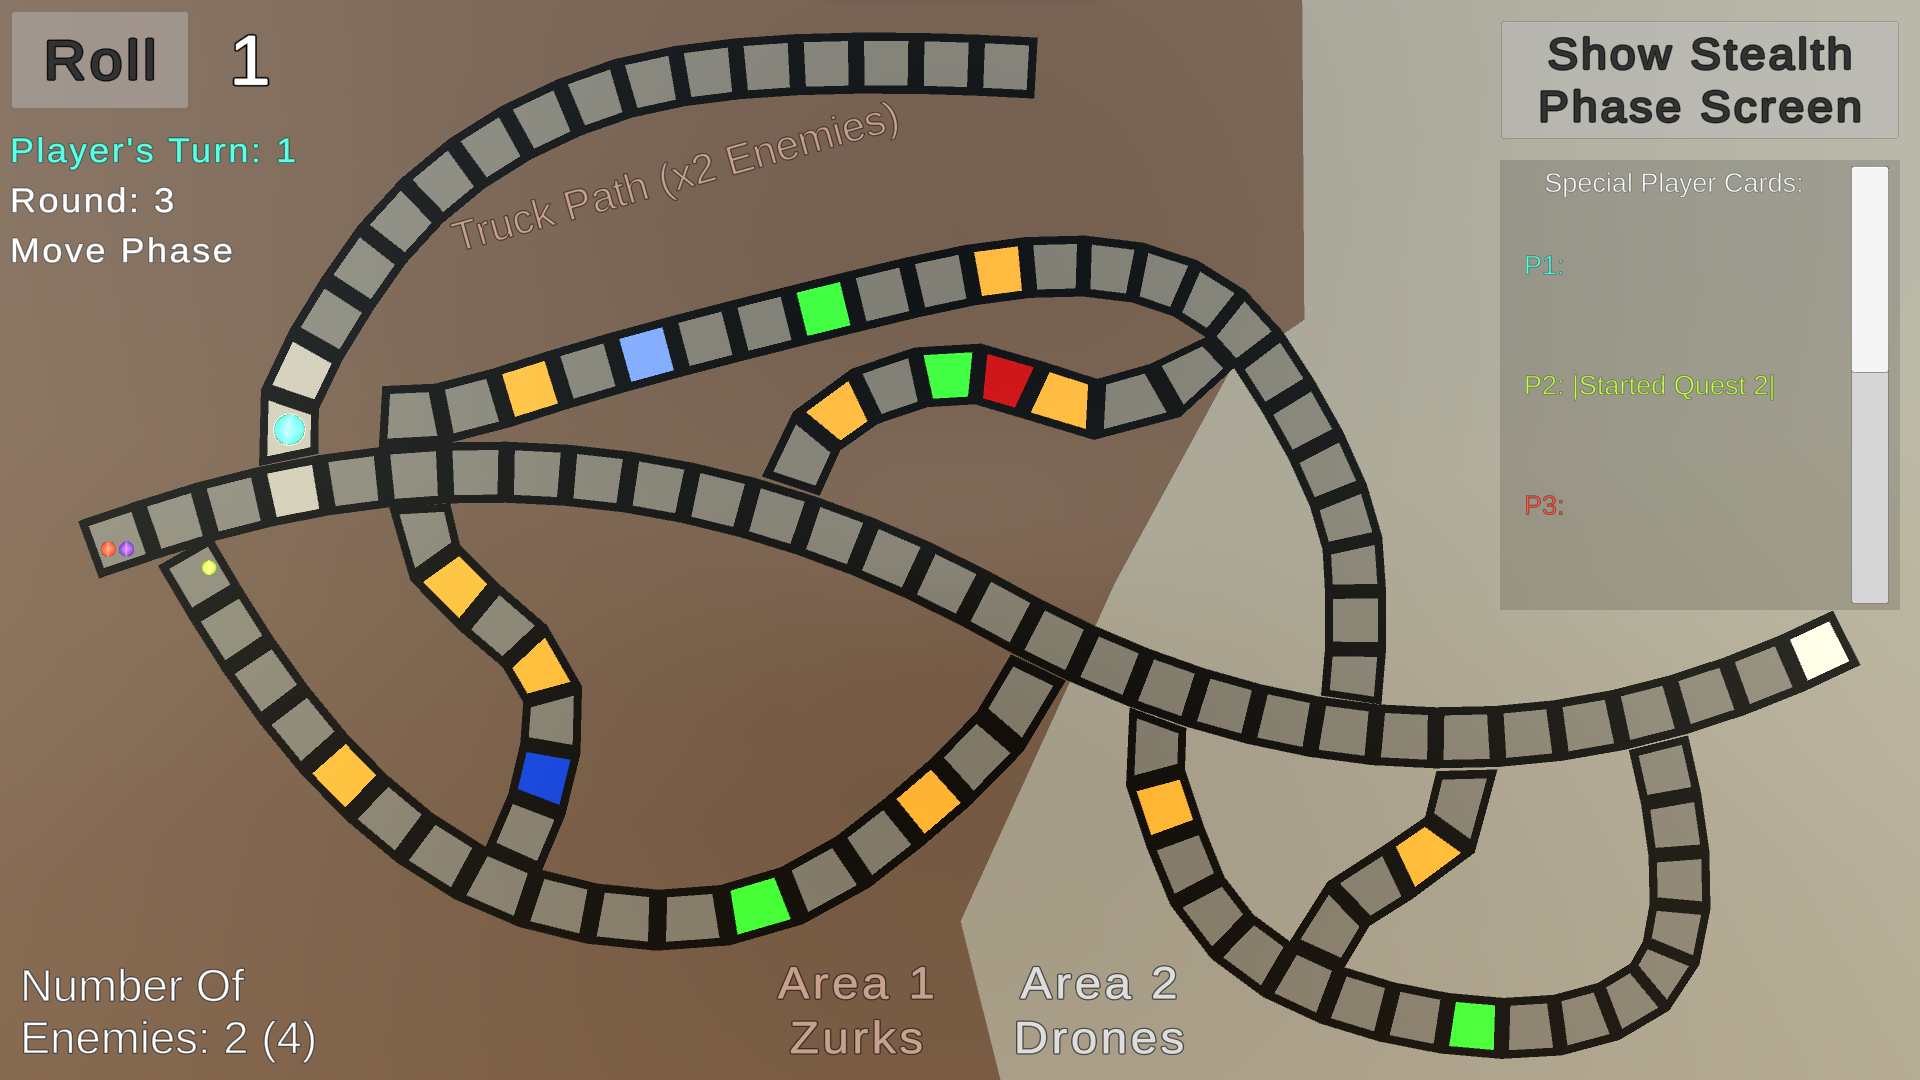 Roll
1
Player's Turn: 1
Round: 3
Move Phase
Truck Path (x2 Enemies)
Show Stealth
Phase Screen
Special Player Cards:
P1:
P2: |Started Quest 2|
P3:
Number Of
Enemies: 2 (4)
Area 1
Zurks
Area 2
Drones